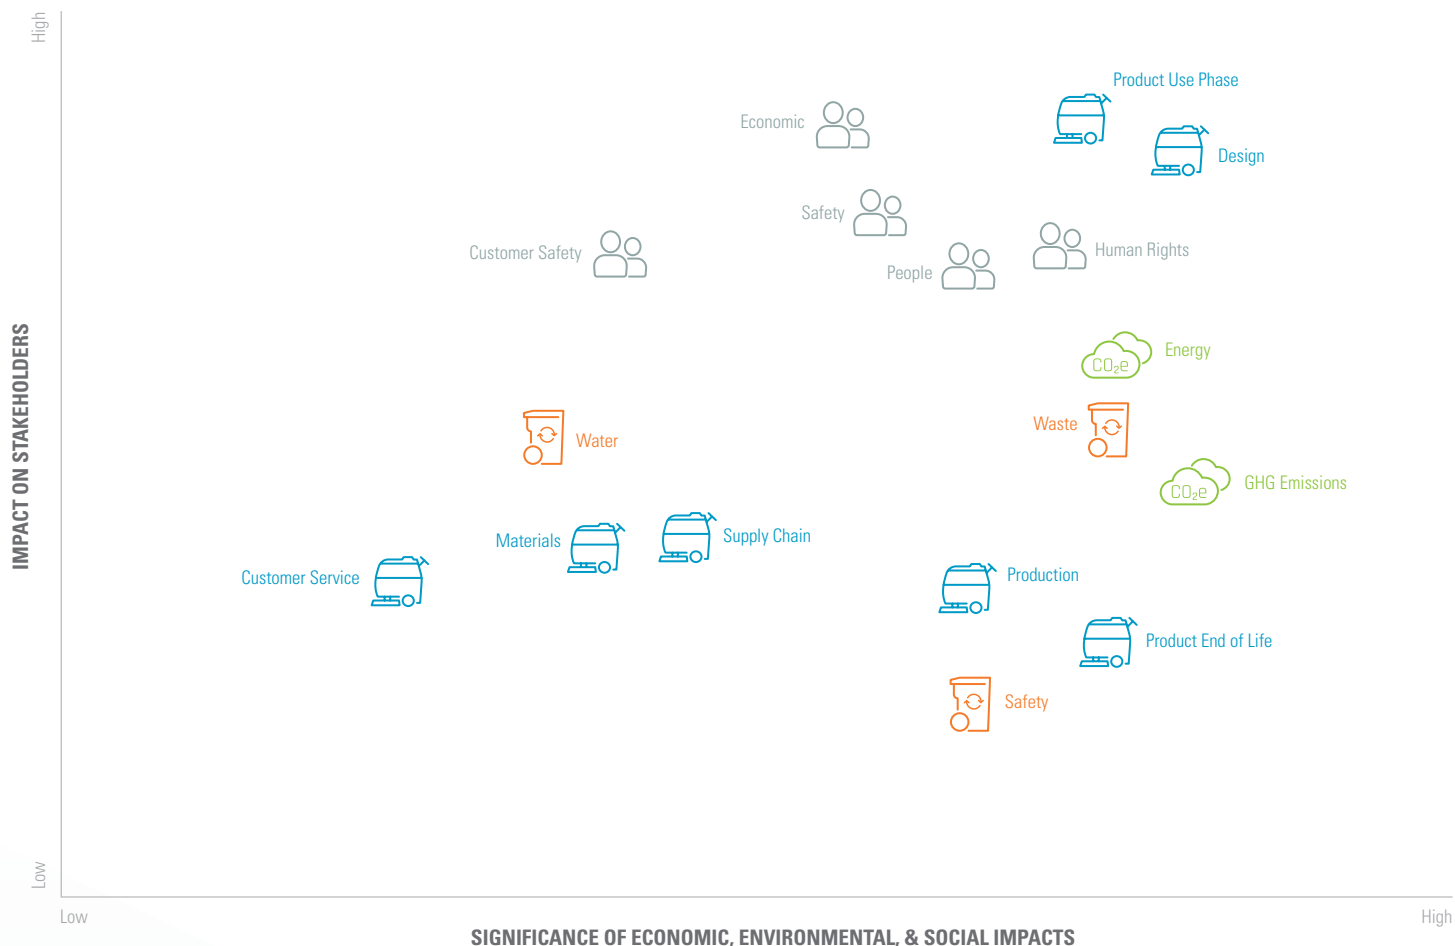 High
Product Use Phase
Economic
Design
Safety
Customer Safety
Human Rights
People
Energy
CO₂e
Waste
Water
GHG Emissions
CO₂e
Materials
Supply Chain
Customer Service
Production
Product End of Life
Safety
IMPACT ON STAKEHOLDERS
Low
Low
High
SIGNIFICANCE OF ECONOMIC, ENVIRONMENTAL, & SOCIAL IMPACTS